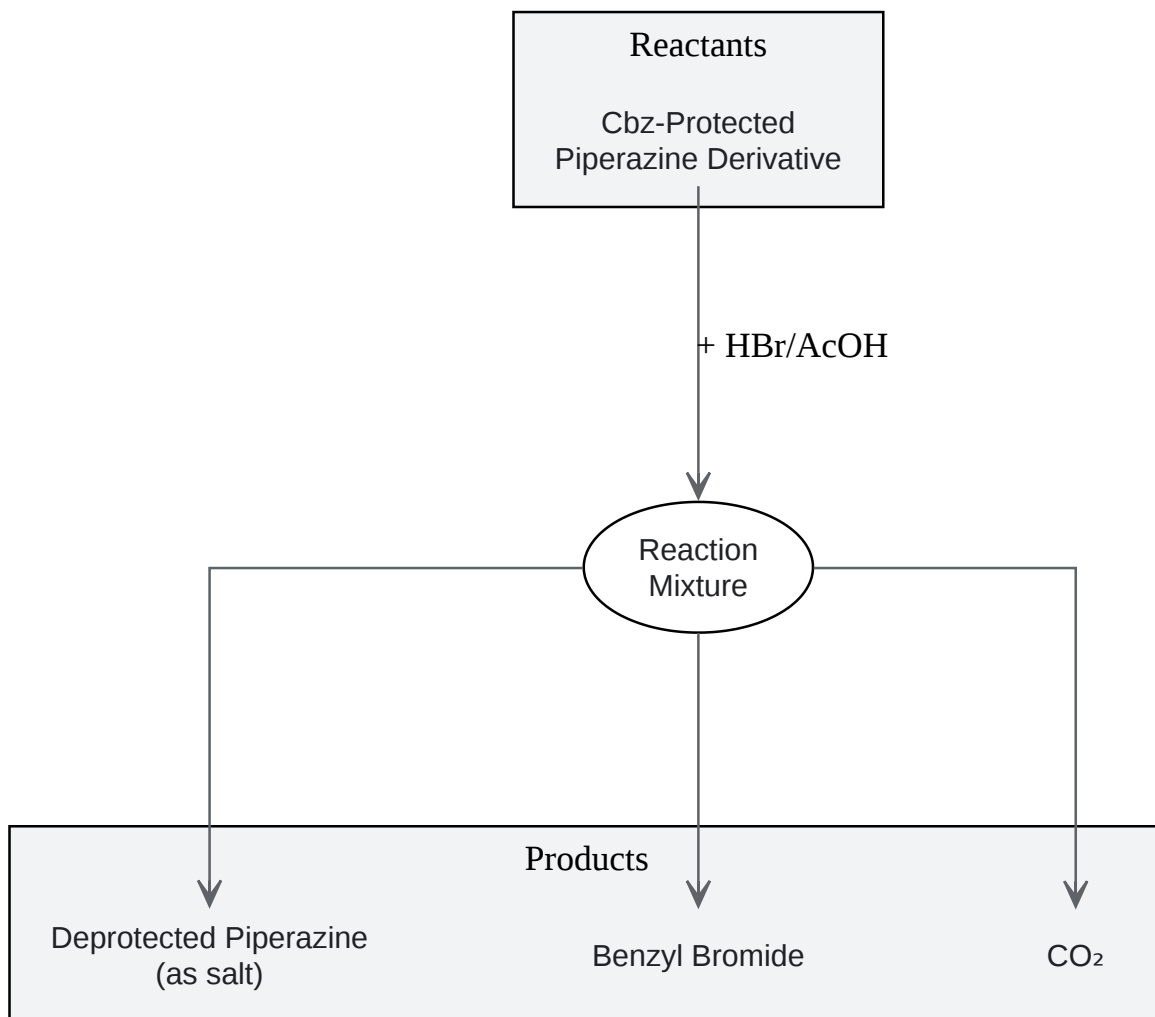 Reactants
Cbz-Protected
Piperazine Derivative
+ HBr/AcOH
Reaction
Mixture
Products
Deprotected Piperazine
(as salt)
Benzyl Bromide
CO₂